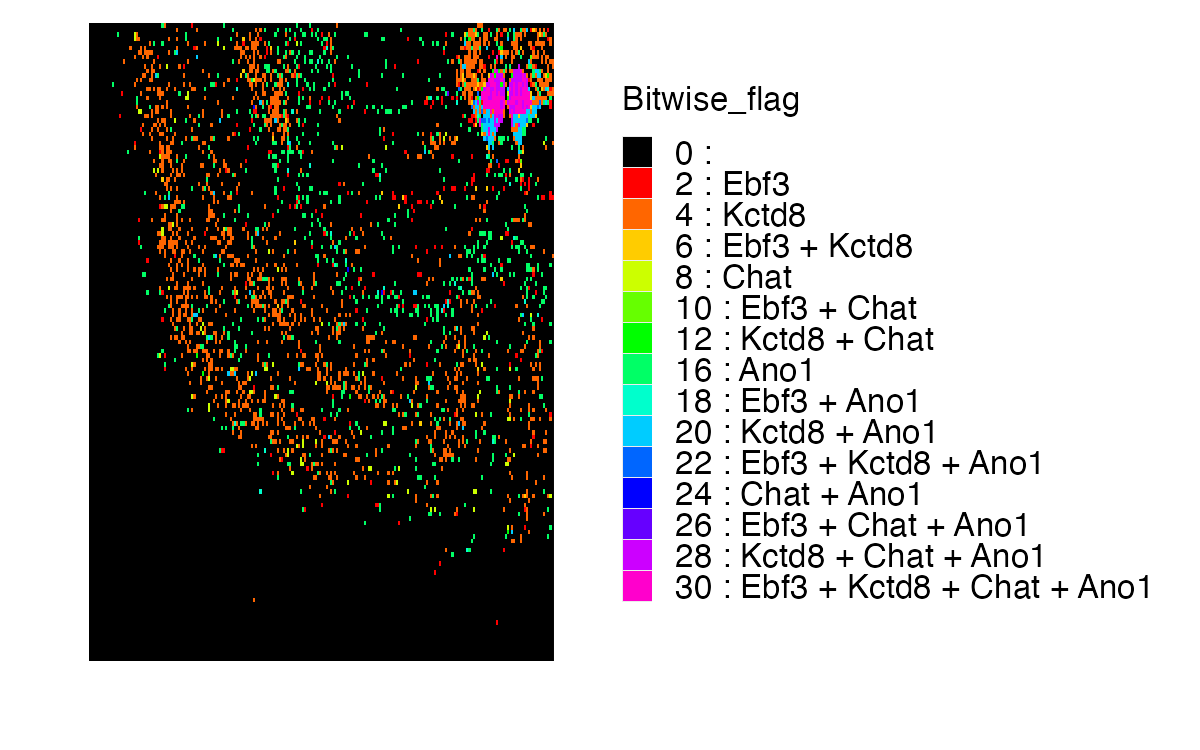 Bitwise_flag
0 :
2 : Ebf3
4 : Kctd8
6 : Ebf3 + Kctd8
8 : Chat
10 : Ebf3 + Chat
12 : Kctd8 + Chat
16 : Ano1
18 : Ebf3 + Ano1
20 : Kctd8 + Ano1
22 : Ebf3 + Kctd8 + Ano1
24 : Chat + Ano1
26 : Ebf3 + Chat + Ano1
28 : Kctd8 + Chat + Ano1
30 : Ebf3 + Kctd8 + Chat + Ano1